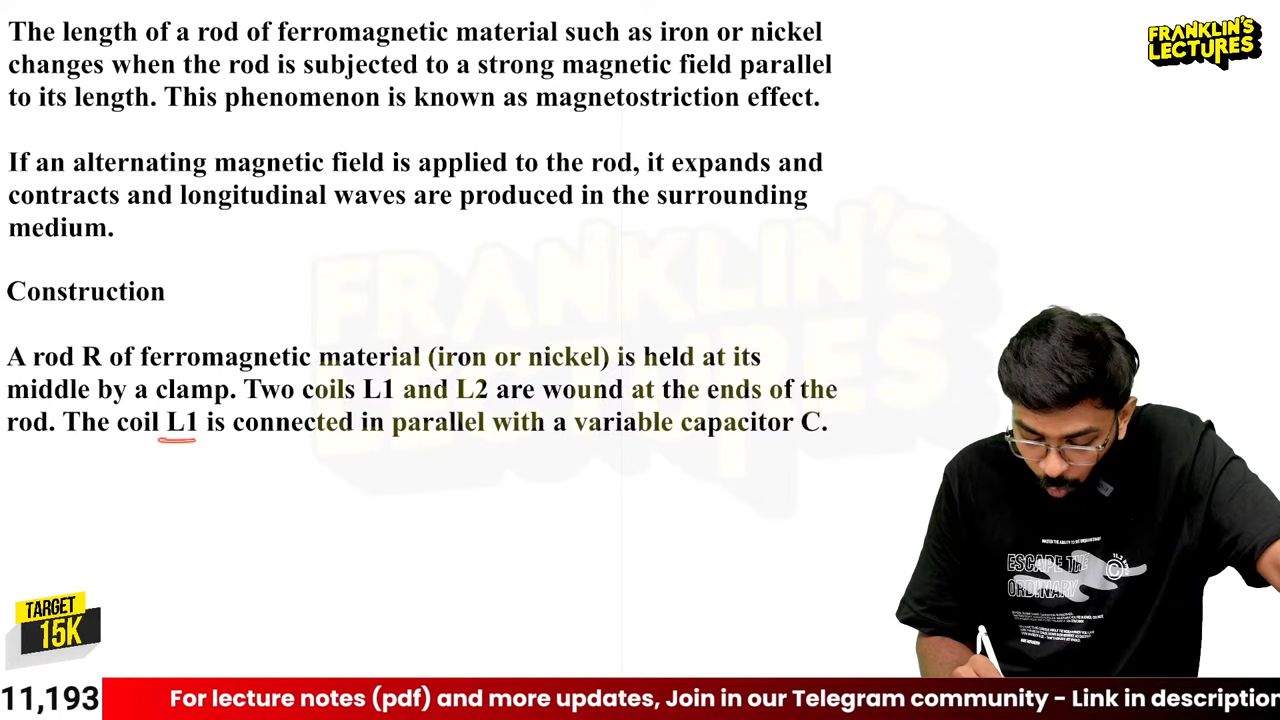 The length of a rod of ferromagnetic material such as iron or nickel
changes when the rod is subjected to a strong magnetic field parallel
to its length. This phenomenon is known as magnetostriction effect.
If an alternating magnetic field is applied to the rod, it expands and
contracts and longitudinal waves are produced in the surrounding
medium.
Construction
A rod R of ferromagnetic material (iron or nickel) is held at its
middle by a clamp. Two coils L1 and L2 are wound at the ends of the
rod. The coil L1 is connected in parallel with a variable capacitor C.
FRANKLIN'S
LECTURES
FRANKLIN'S
LECTURES
ESCAPE THE
ORDINARY
TARGET
15K
11,193
For lecture notes (pdf) and more updates, Join in our Telegram community - Link in description